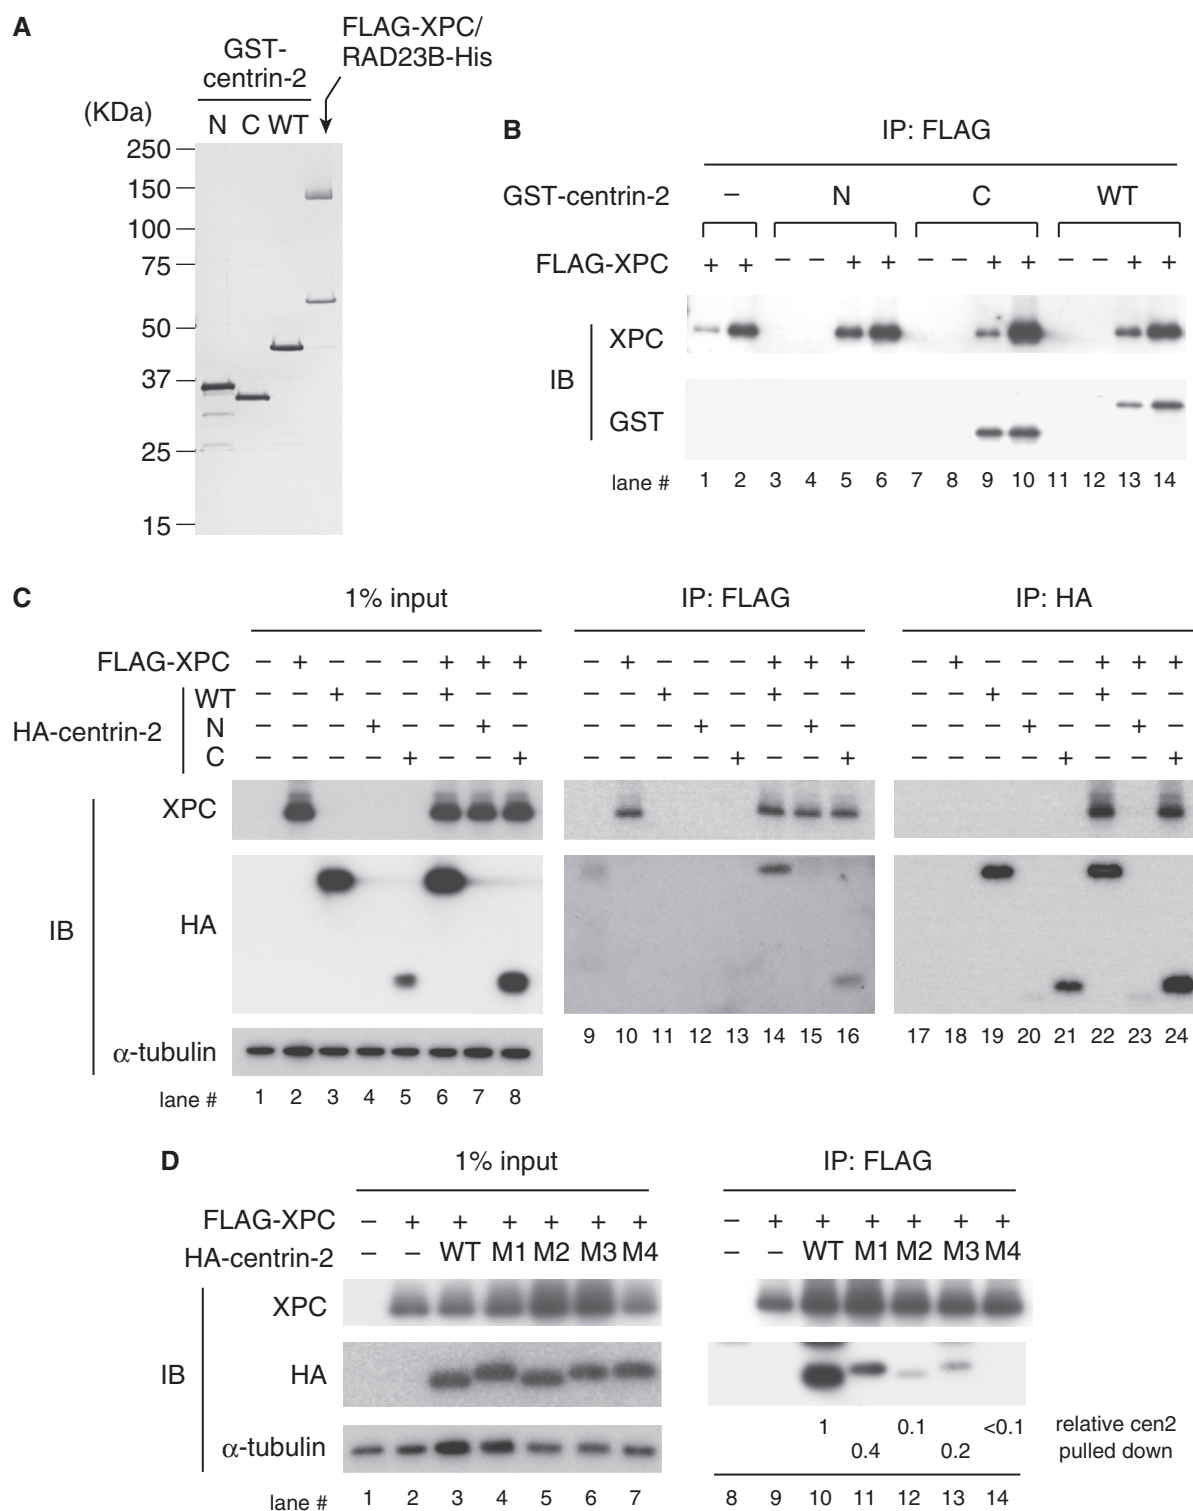 A
FLAG-XPC/
RAD23B-His
GST-
centrin-2
(KDa)
N C WT
250
150
100
75
50
37
25
15
B
IP: FLAG
GST-centrin-2 – N C WT
FLAG-XPC + + – – + + – – + + – – + +
IB
XPC
GST
lane # 1 2 3 4 5 6 7 8 9 10 11 12 13 14
C
1% input IP: FLAG IP: HA
FLAG-XPC – + – – – + + + – + – – – + + + – + – – – + + +
HA-centrin-2
WT – – + – – + – – – – + – – + – – – – + – – + – –
N – – – + – – + – – – – + – – + – – – – + – – + –
C – – – – + – – + – – – – + – – + – – – – + – – +
IB
XPC
HA
9 10 11 12 13 14 15 16 17 18 19 20 21 22 23 24
α-tubulin
lane # 1 2 3 4 5 6 7 8
D
1% input IP: FLAG
FLAG-XPC – + + + + + + – + + + + + +
HA-centrin-2 – – WT M1 M2 M3 M4 – – WT M1 M2 M3 M4
IB
XPC
HA
α-tubulin
1 0.1 <0.1 relative cen2
0.4 0.2 pulled down
lane # 1 2 3 4 5 6 7 8 9 10 11 12 13 14